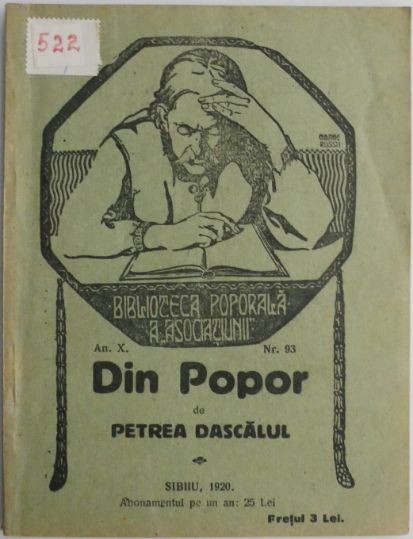 522
BIBLIOTECA POPORALĂ
A „ASOCIAȚIUNII”
An. X. Nr. 93
Din Popor
de
PETREA DASCĂLUL
SIBIIU, 1920.
Abonamentul pe un an: 25 Lei
Prețul 3 Lei.